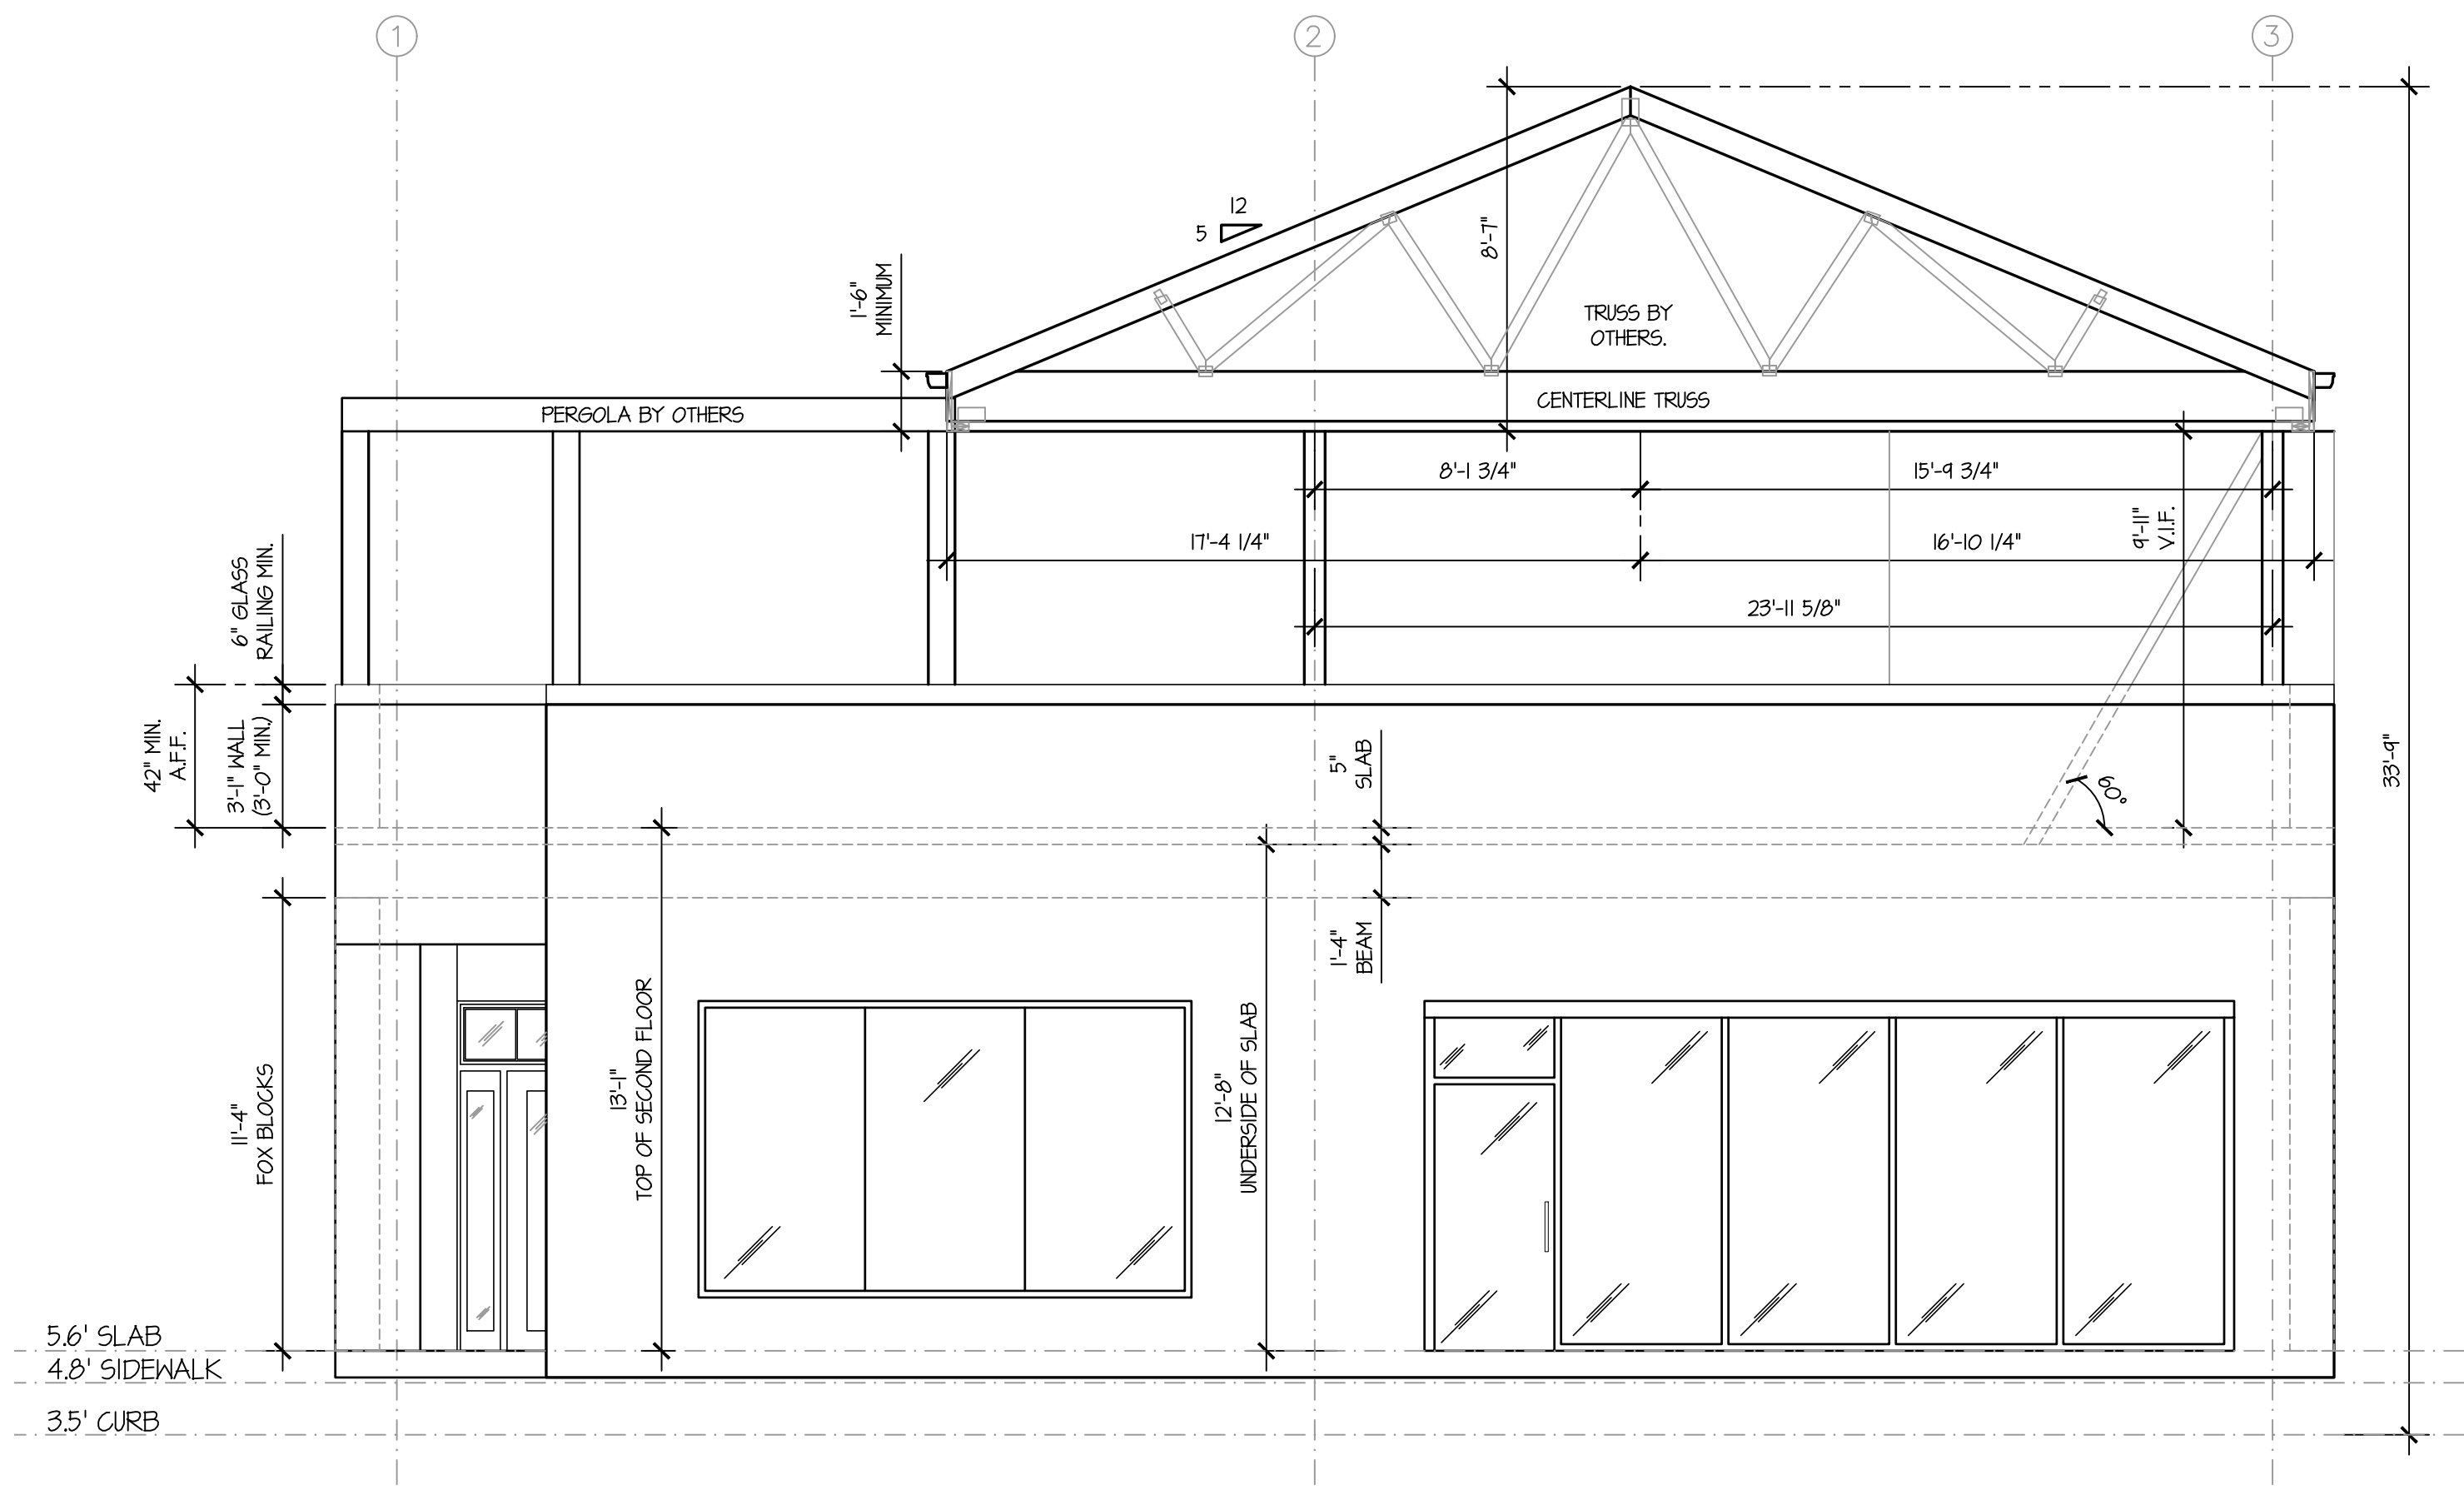 1
2
3
12
5
1'-6"
MINIMUM
8'-7"
TRUSS BY
OTHERS.
PERGOLA BY OTHERS
CENTERLINE TRUSS
8'-1 3/4"
15'-9 3/4"
17'-4 1/4"
16'-10 1/4"
9'-11"
V.I.F.
23'-11 5/8"
6" GLASS
RAILING MIN.
42" MIN.
A.F.F.
3'-1" WALL
(3'-0" MIN.)
5"
SLAB
60°
33'-9"
1'-4"
BEAM
11'-4"
FOX BLOCKS
13'-1"
TOP OF SECOND FLOOR
12'-8"
UNDERSIDE OF SLAB
5.6' SLAB
4.8' SIDEWALK
3.5' CURB